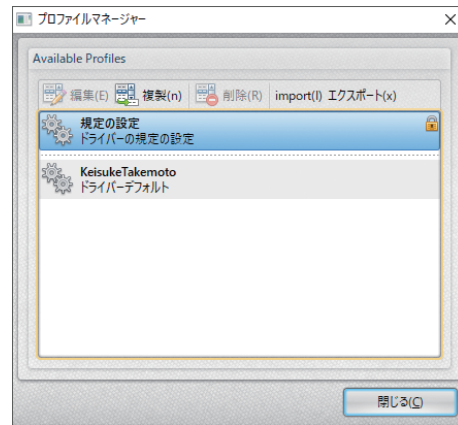 プロファイルマネージャー
Available Profiles
編集(E) 複製(n) 削除(R) import(I) エクスポート(x)
規定の設定
ドライバーの規定の設定
KeisukeTakemoto
ドライバーデフォルト
閉じる(C)